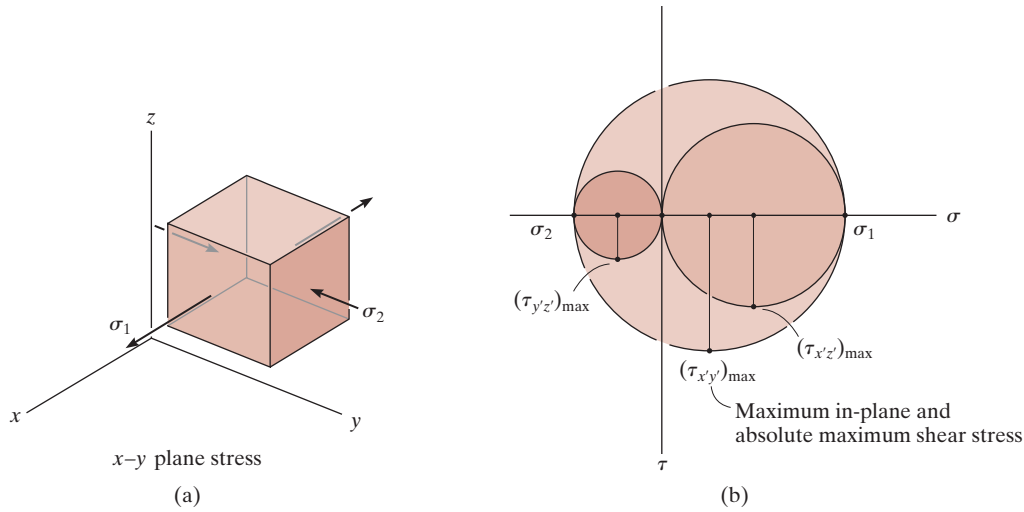 z
σ1
σ2
x
y
x–y plane stress
(a)
σ2
σ1
σ
(τy′z′)max
(τx′z′)max
(τx′y′)max
Maximum in-plane and
absolute maximum shear stress
τ
(b)